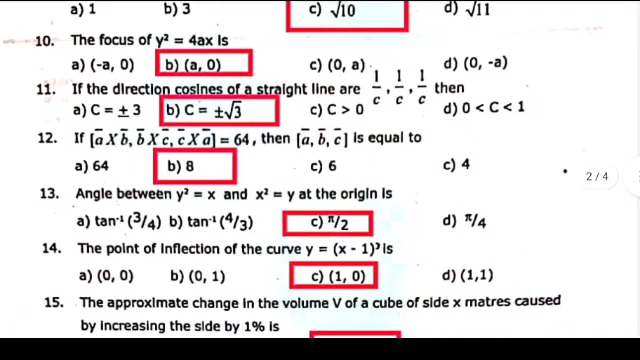 a) 1 b) 3 c) √10 d) √11
10. The focus of y² = 4ax is
a) (-a, 0) b) (a, 0) c) (0, a) d) (0, -a)
11. If the direction cosines of a straight line are 1/c, 1/c, 1/c then
a) C = ± 3 b) C = ±√3 c) C > 0 d) 0 < C < 1
12. If [a̅ X b̅, b̅ X c̅, c̅ X a̅] = 64, then [a̅, b̅, c̅] is equal to
a) 64 b) 8 c) 6 c) 4
2 / 4
13. Angle between y² = x and x² = y at the origin is
a) tan⁻¹ (3/4) b) tan⁻¹ (4/3) c) π/2 d) π/4
14. The point of inflection of the curve y = (x - 1)³ is
a) (0, 0) b) (0, 1) c) (1, 0) d) (1,1)
15. The approximate change in the volume V of a cube of side x matres caused
by increasing the side by 1% is